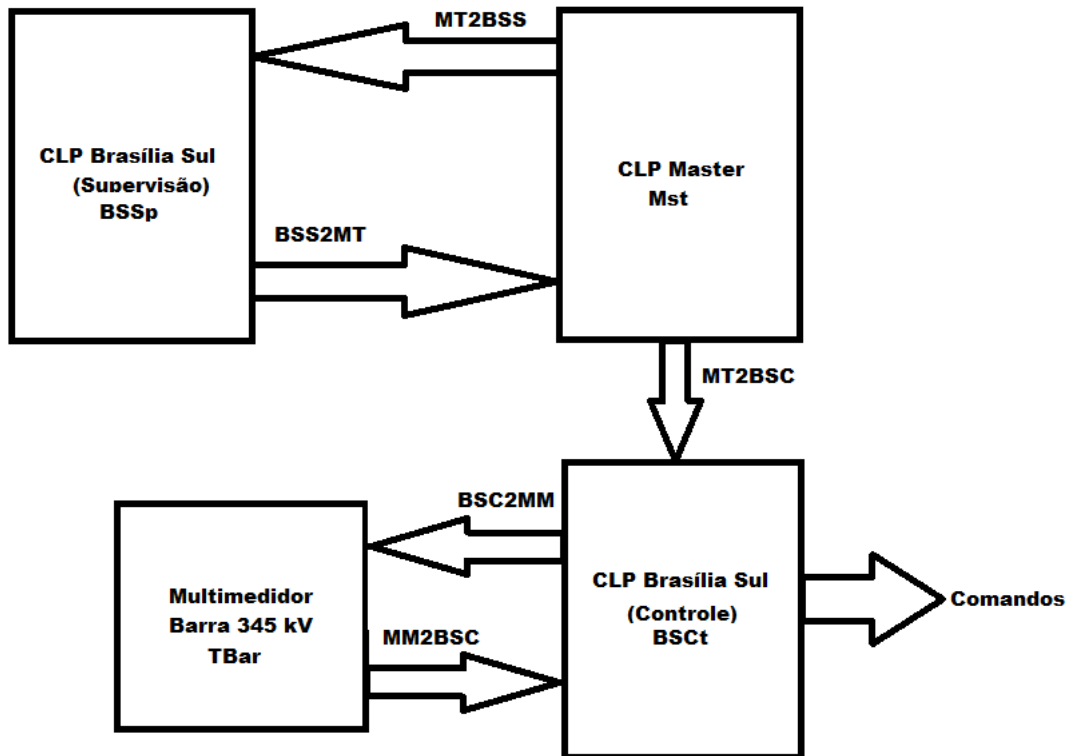 MT2BSS
CLP Brasília Sul
(Supervisão)
BSSp
CLP Master
Mst
BSS2MT
MT2BSC
BSC2MM
Multimedidor
Barra 345 kV
TBar
MM2BSC
CLP Brasília Sul
(Controle)
BSCt
Comandos